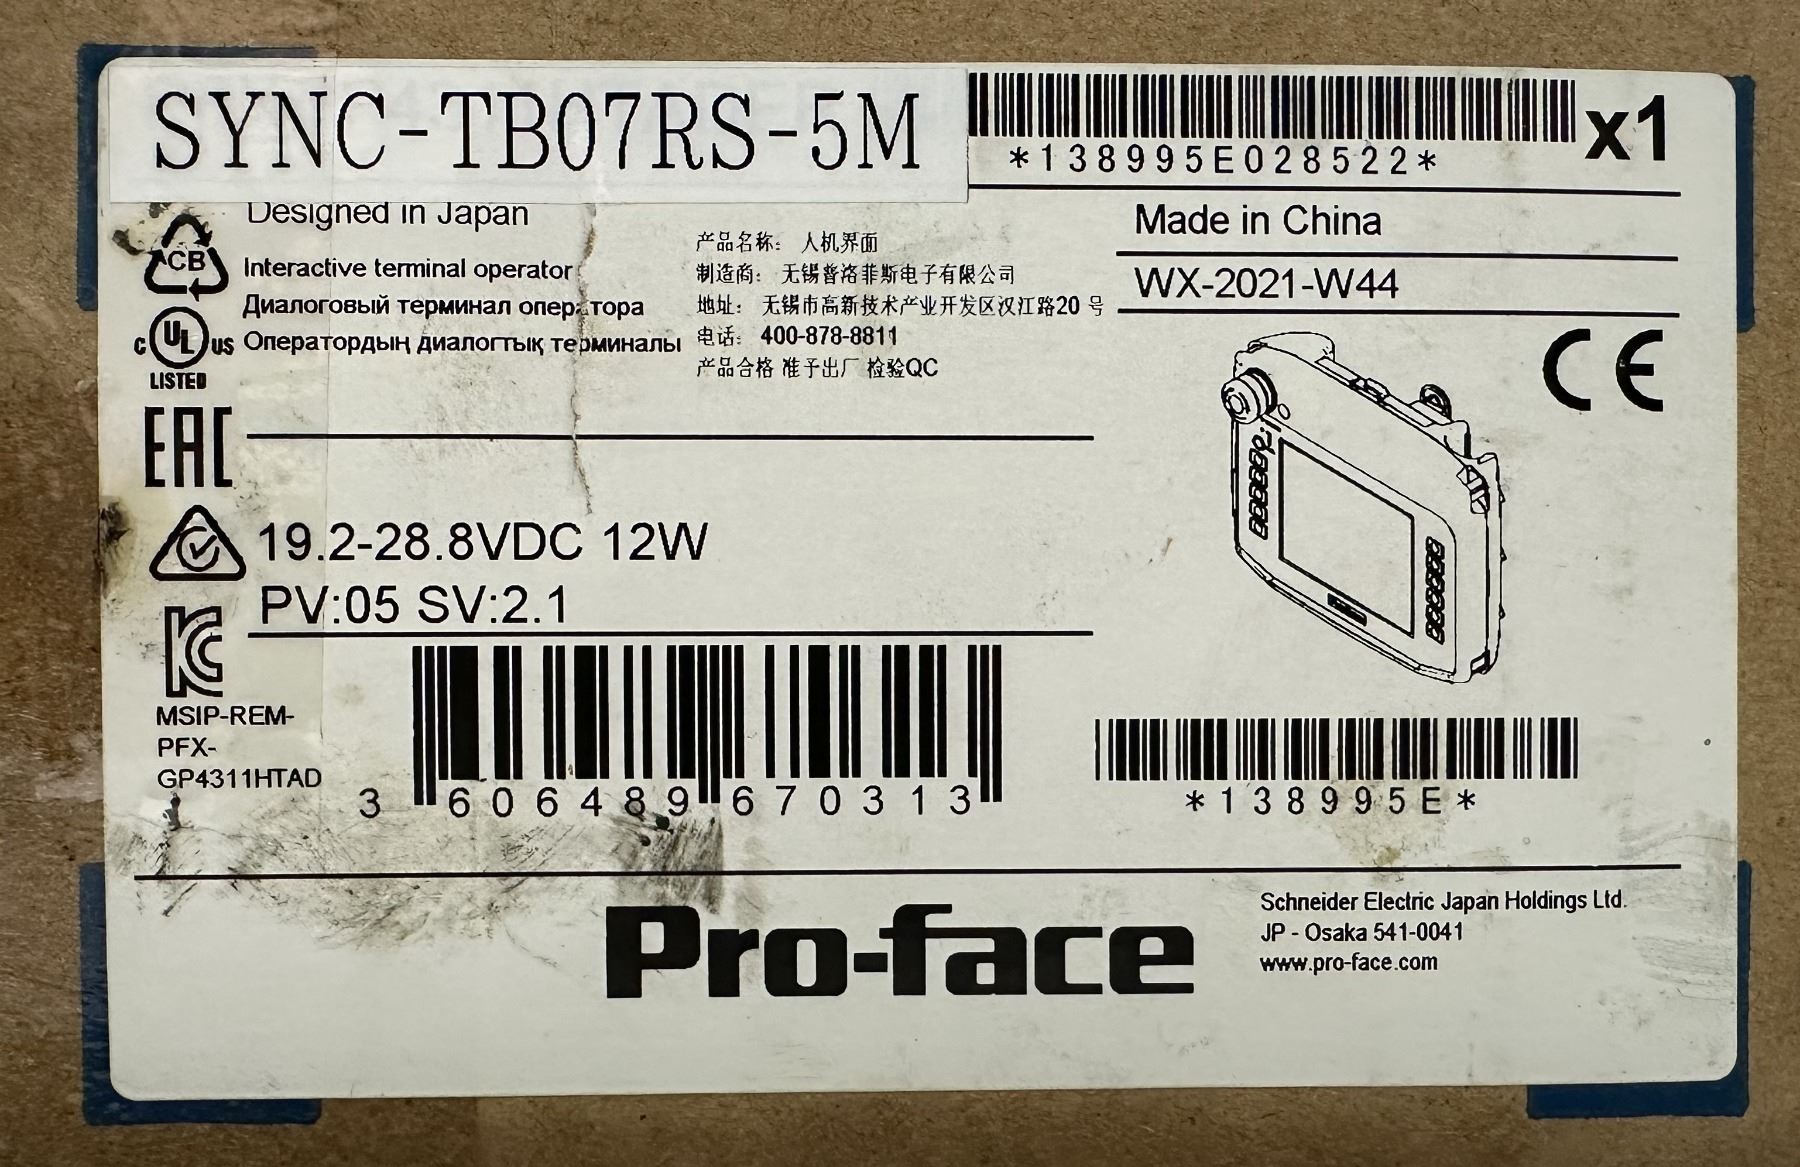 SYNC-TB07RS-5M
*138995E028522*
x1
Designed in Japan
Interactive terminal operator
Диалоговый терминал оператора
Оператордың диалогтық терминалы
CB
C UL US
LISTED
EAC
产品名称: 人机界面
制造商: 无锡普洛菲斯电子有限公司
地址: 无锡市高新技术产业开发区汉江路20 号
电话: 400-878-8811
产品合格 准予出厂 检验QC
Made in China
WX-2021-W44
CE
19.2-28.8VDC 12W
PV:05 SV:2.1
MSIP-REM-
PFX-
GP4311HTAD
3 606489 670313
*138995E*
Pro-face
Schneider Electric Japan Holdings Ltd.
JP - Osaka 541-0041
www.pro-face.com